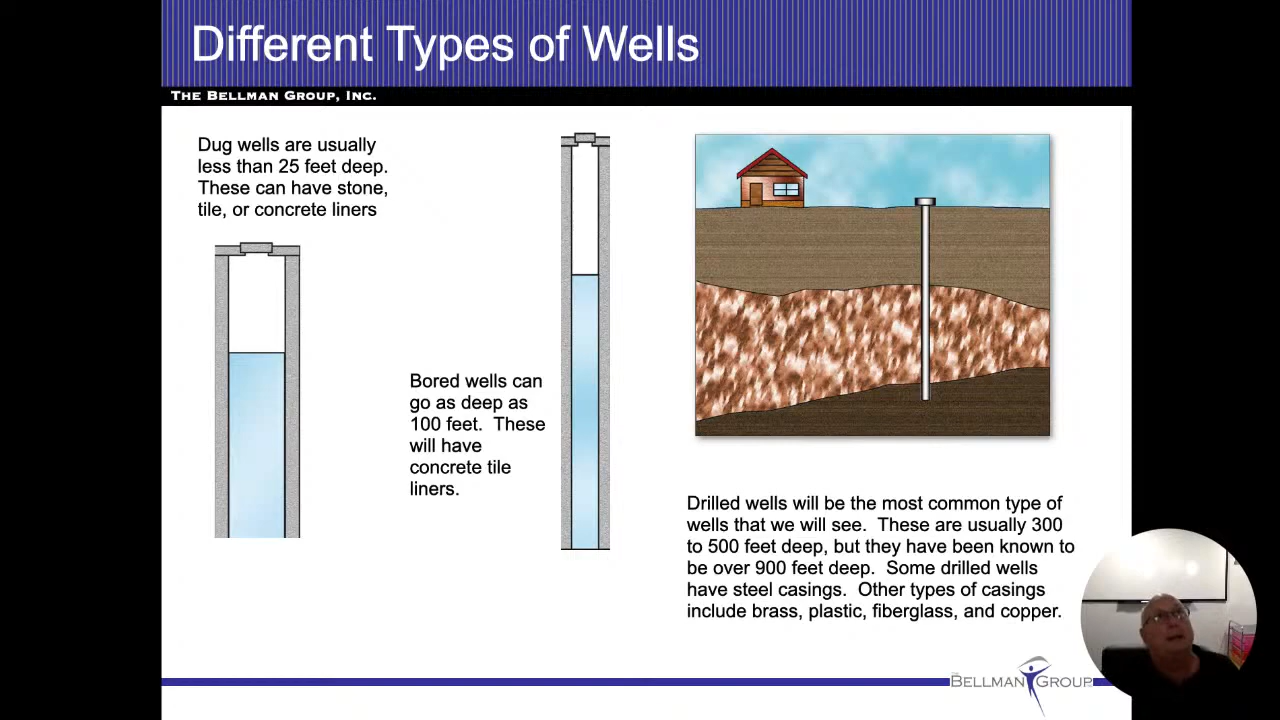 Different Types of Wells
THE BELLMAN GROUP, INC.
Dug wells are usually
less than 25 feet deep.
These can have stone,
tile, or concrete liners
Bored wells can
go as deep as
100 feet.  These
will have
concrete tile
liners.
Drilled wells will be the most common type of
wells that we will see.  These are usually 300
to 500 feet deep, but they have been known to
be over 900 feet deep.  Some drilled wells
have steel casings.  Other types of casings
include brass, plastic, fiberglass, and copper.
THE
BELLMAN GROUP